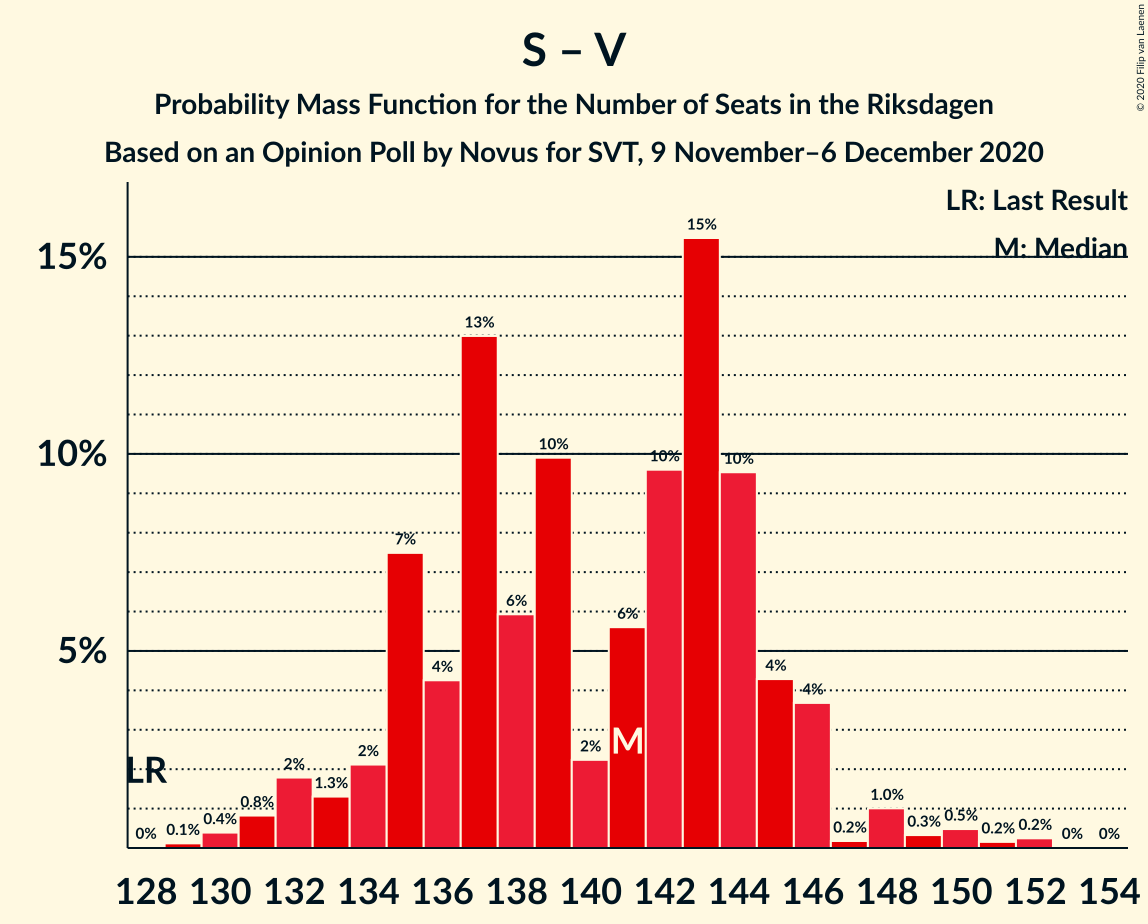 S – V
Probability Mass Function for the Number of Seats in the Riksdagen
Based on an Opinion Poll by Novus for SVT, 9 November–6 December 2020
© 2020 Filip van Laenen
LR: Last Result
M: Median
15%
10%
5%
0% 0.1% 0.4% 0.8% 2% 1.3% 2% 7% 4% 13% 6% 10% 2% 6% 10% 15% 10% 4% 4% 0.2% 1.0% 0.3% 0.5% 0.2% 0.2% 0% 0%
LR
M
128 130 132 134 136 138 140 142 144 146 148 150 152 154